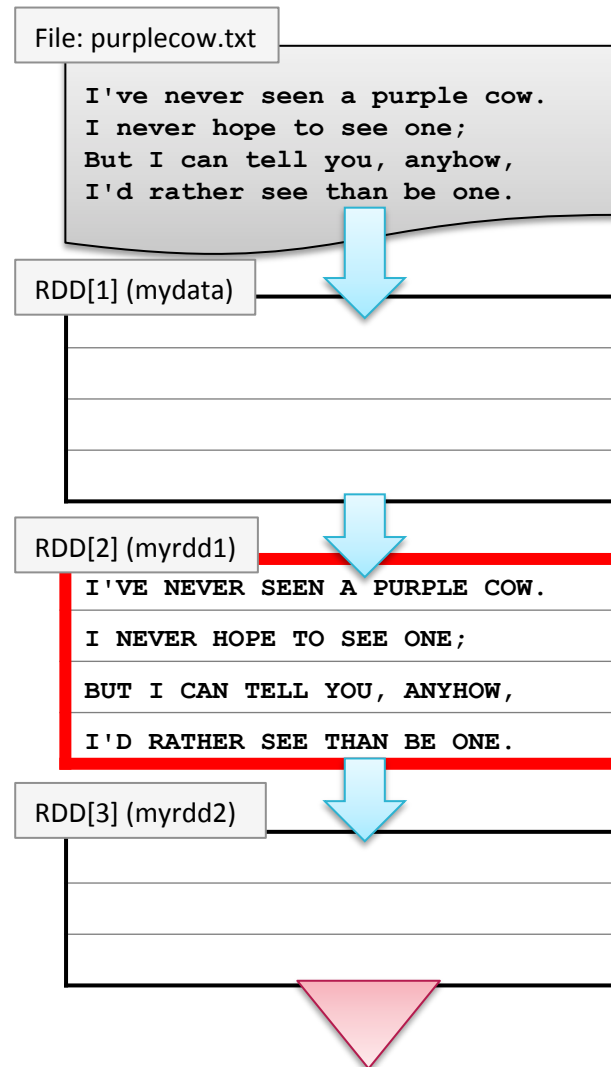 File: purplecow.txt
I've never seen a purple cow.
I never hope to see one;
But I can tell you, anyhow,
I'd rather see than be one.
RDD[1] (mydata)
RDD[2] (myrdd1)
I'VE NEVER SEEN A PURPLE COW.
I NEVER HOPE TO SEE ONE;
BUT I CAN TELL YOU, ANYHOW,
I'D RATHER SEE THAN BE ONE.
RDD[3] (myrdd2)